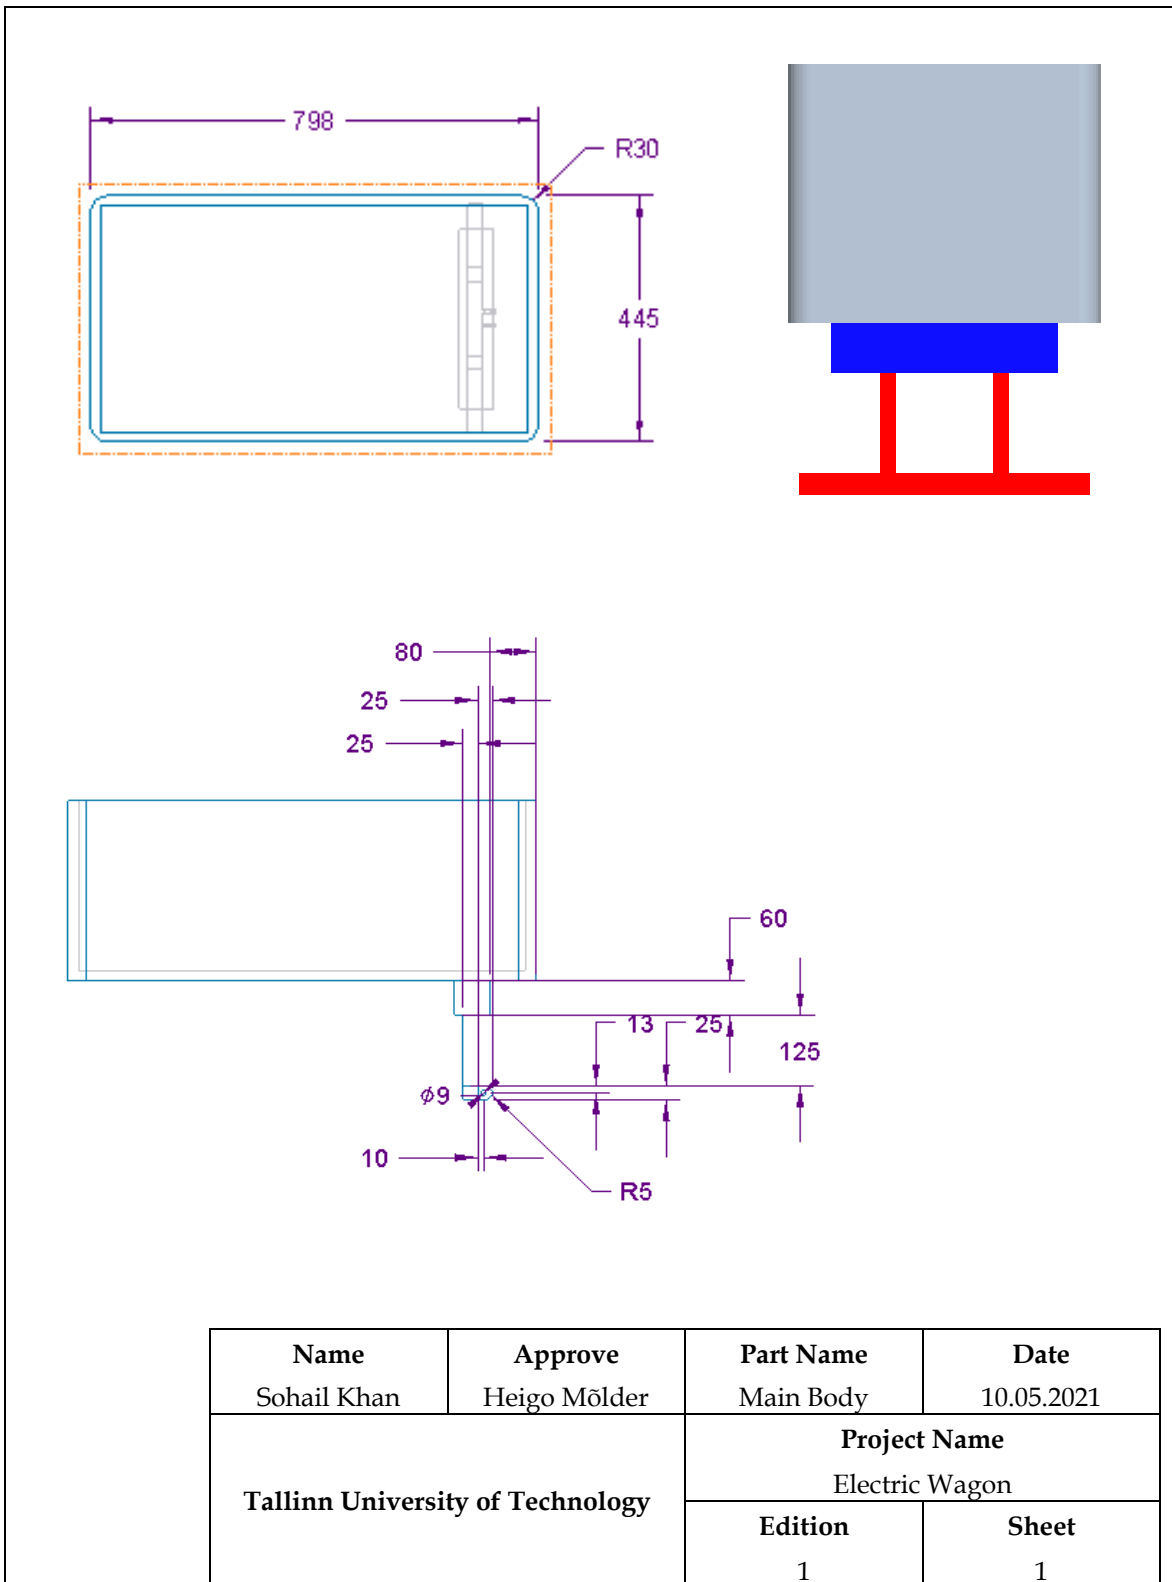 798
R30
445
80
25
25
60
13
25
125
ϕ9
10
R5
Name Approve Part Name Date
Sohail Khan Heigo Mõlder Main Body 10.05.2021
Project Name
Electric Wagon
Tallinn University of Technology
Edition Sheet
1 1